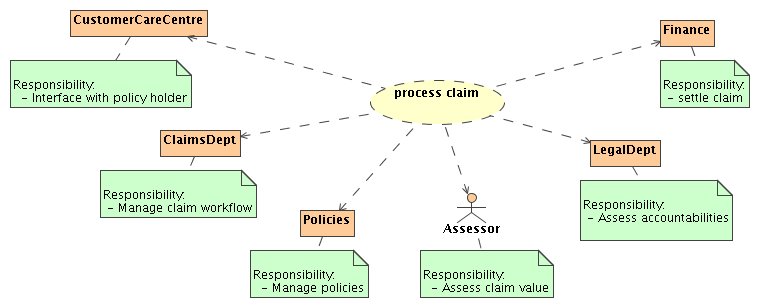 CustomerCareCentre
Responsibility:
- Interface with policy holder
Finance
Responsibility:
- settle claim
process claim
ClaimsDept
Responsibility:
- Manage claim workflow
LegalDept
Responsibility:
- Assess accountabilities
Policies
Responsibility:
- Manage policies
Assessor
Responsibility:
- Assess claim value